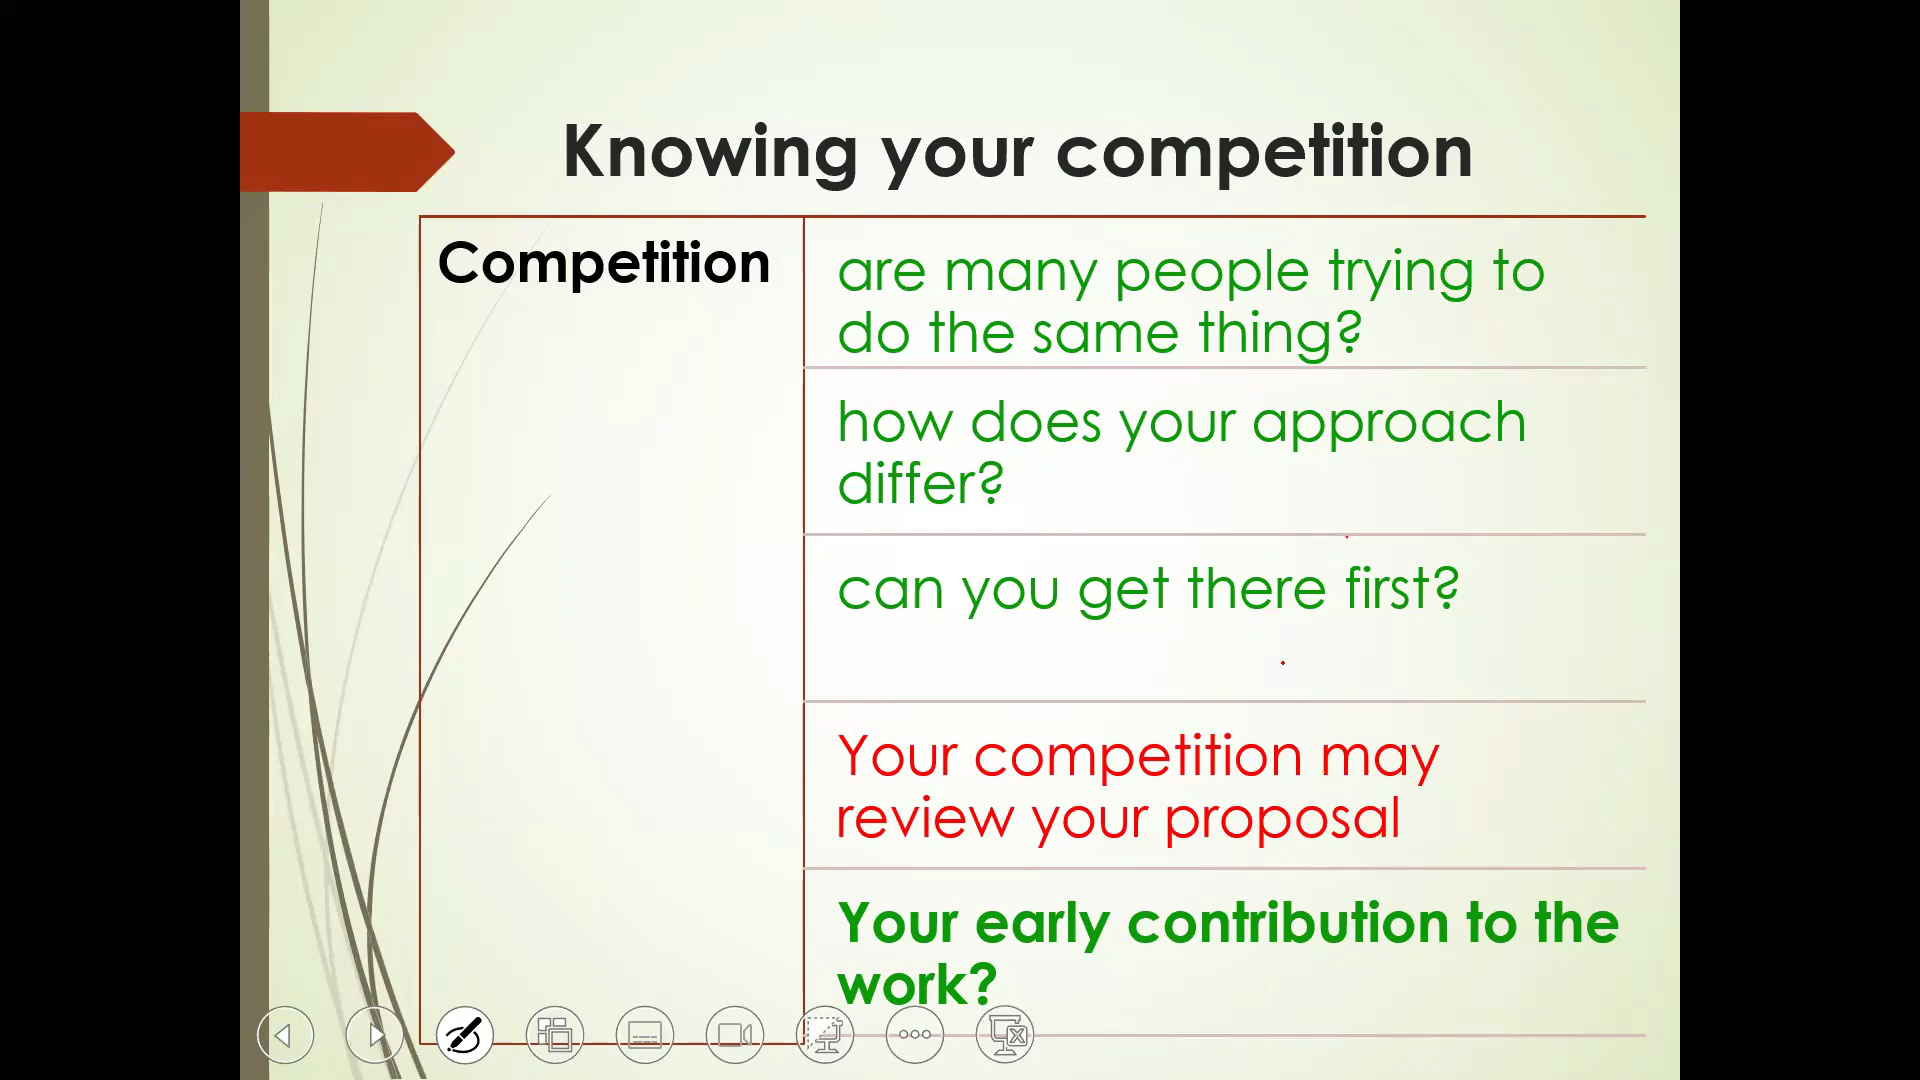 Knowing your competition
Competition
are many people trying to
do the same thing?
how does your approach
differ?
can you get there first?
Your competition may
review your proposal
Your early contribution to the
work?